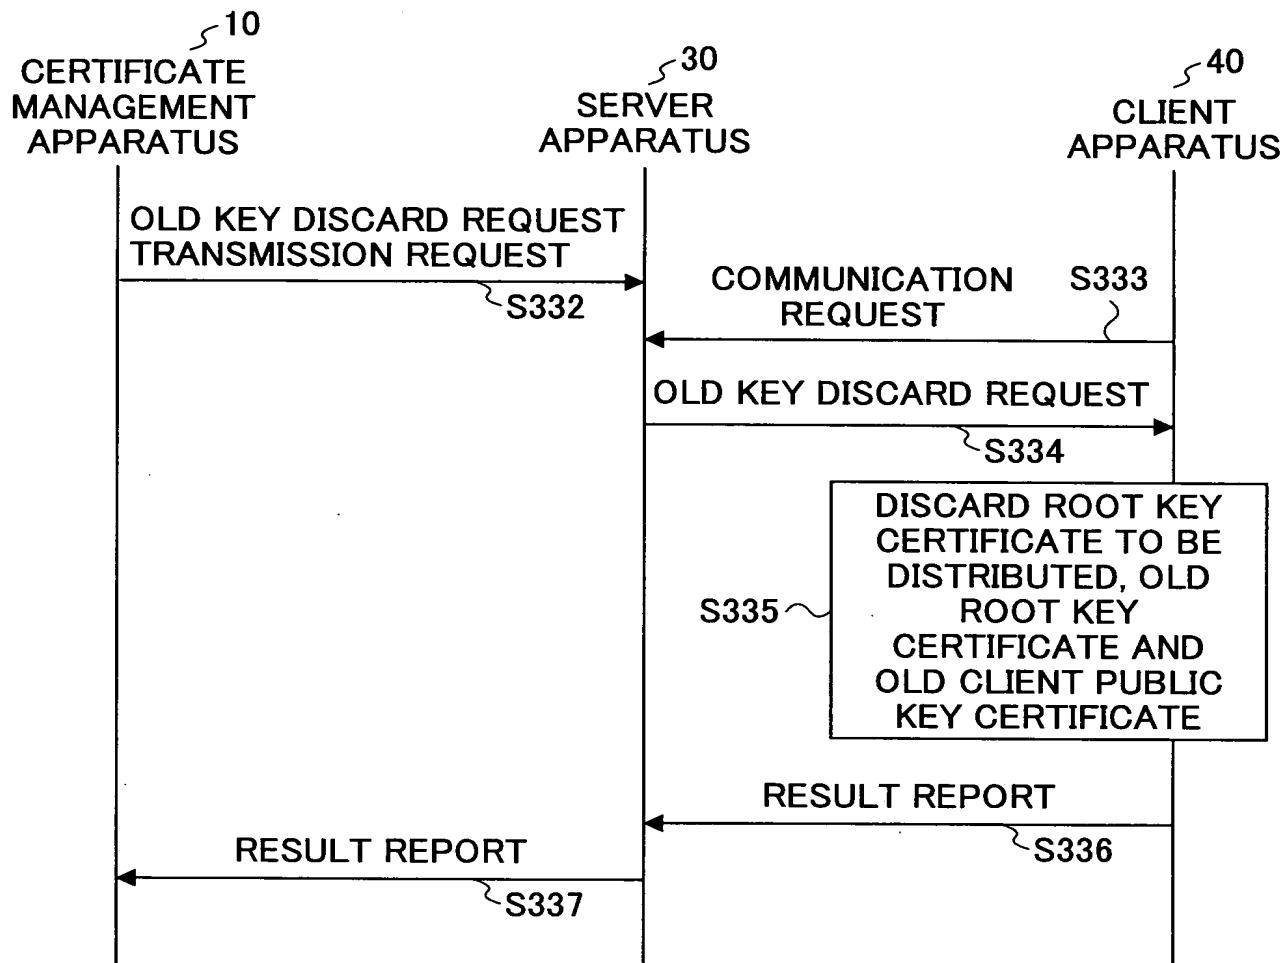 10
CERTIFICATE
MANAGEMENT
APPARATUS
30
SERVER
APPARATUS
40
CLIENT
APPARATUS
OLD KEY DISCARD REQUEST
TRANSMISSION REQUEST
S332
COMMUNICATION
REQUEST
S333
OLD KEY DISCARD REQUEST
S334
DISCARD ROOT KEY
CERTIFICATE TO BE
DISTRIBUTED, OLD
ROOT KEY
CERTIFICATE AND
OLD CLIENT PUBLIC
KEY CERTIFICATE
S335
RESULT REPORT
S336
RESULT REPORT
S337